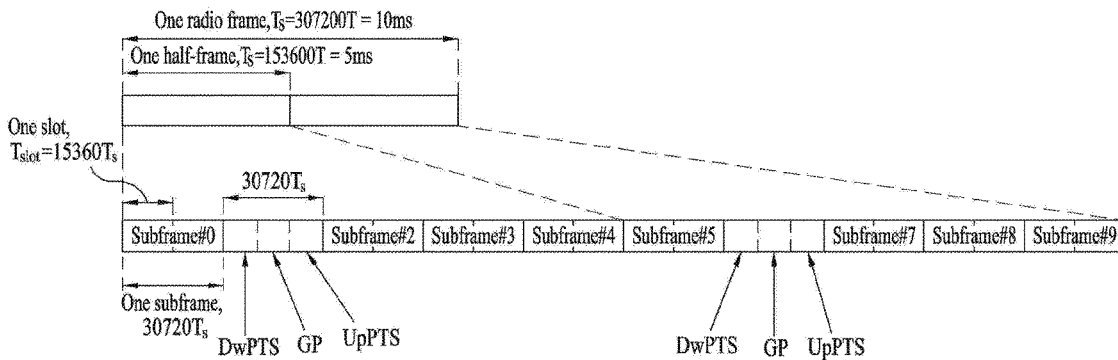 One radio frame,Ts=307200T = 10ms
One half-frame,Ts=153600T = 5ms
One slot,
Tslot=15360Ts
30720Ts
Subframe#0 Subframe#2 Subframe#3 Subframe#4 Subframe#5 Subframe#7 Subframe#8 Subframe#9
One subframe,
30720Ts
DwPTS GP UpPTS DwPTS GP UpPTS